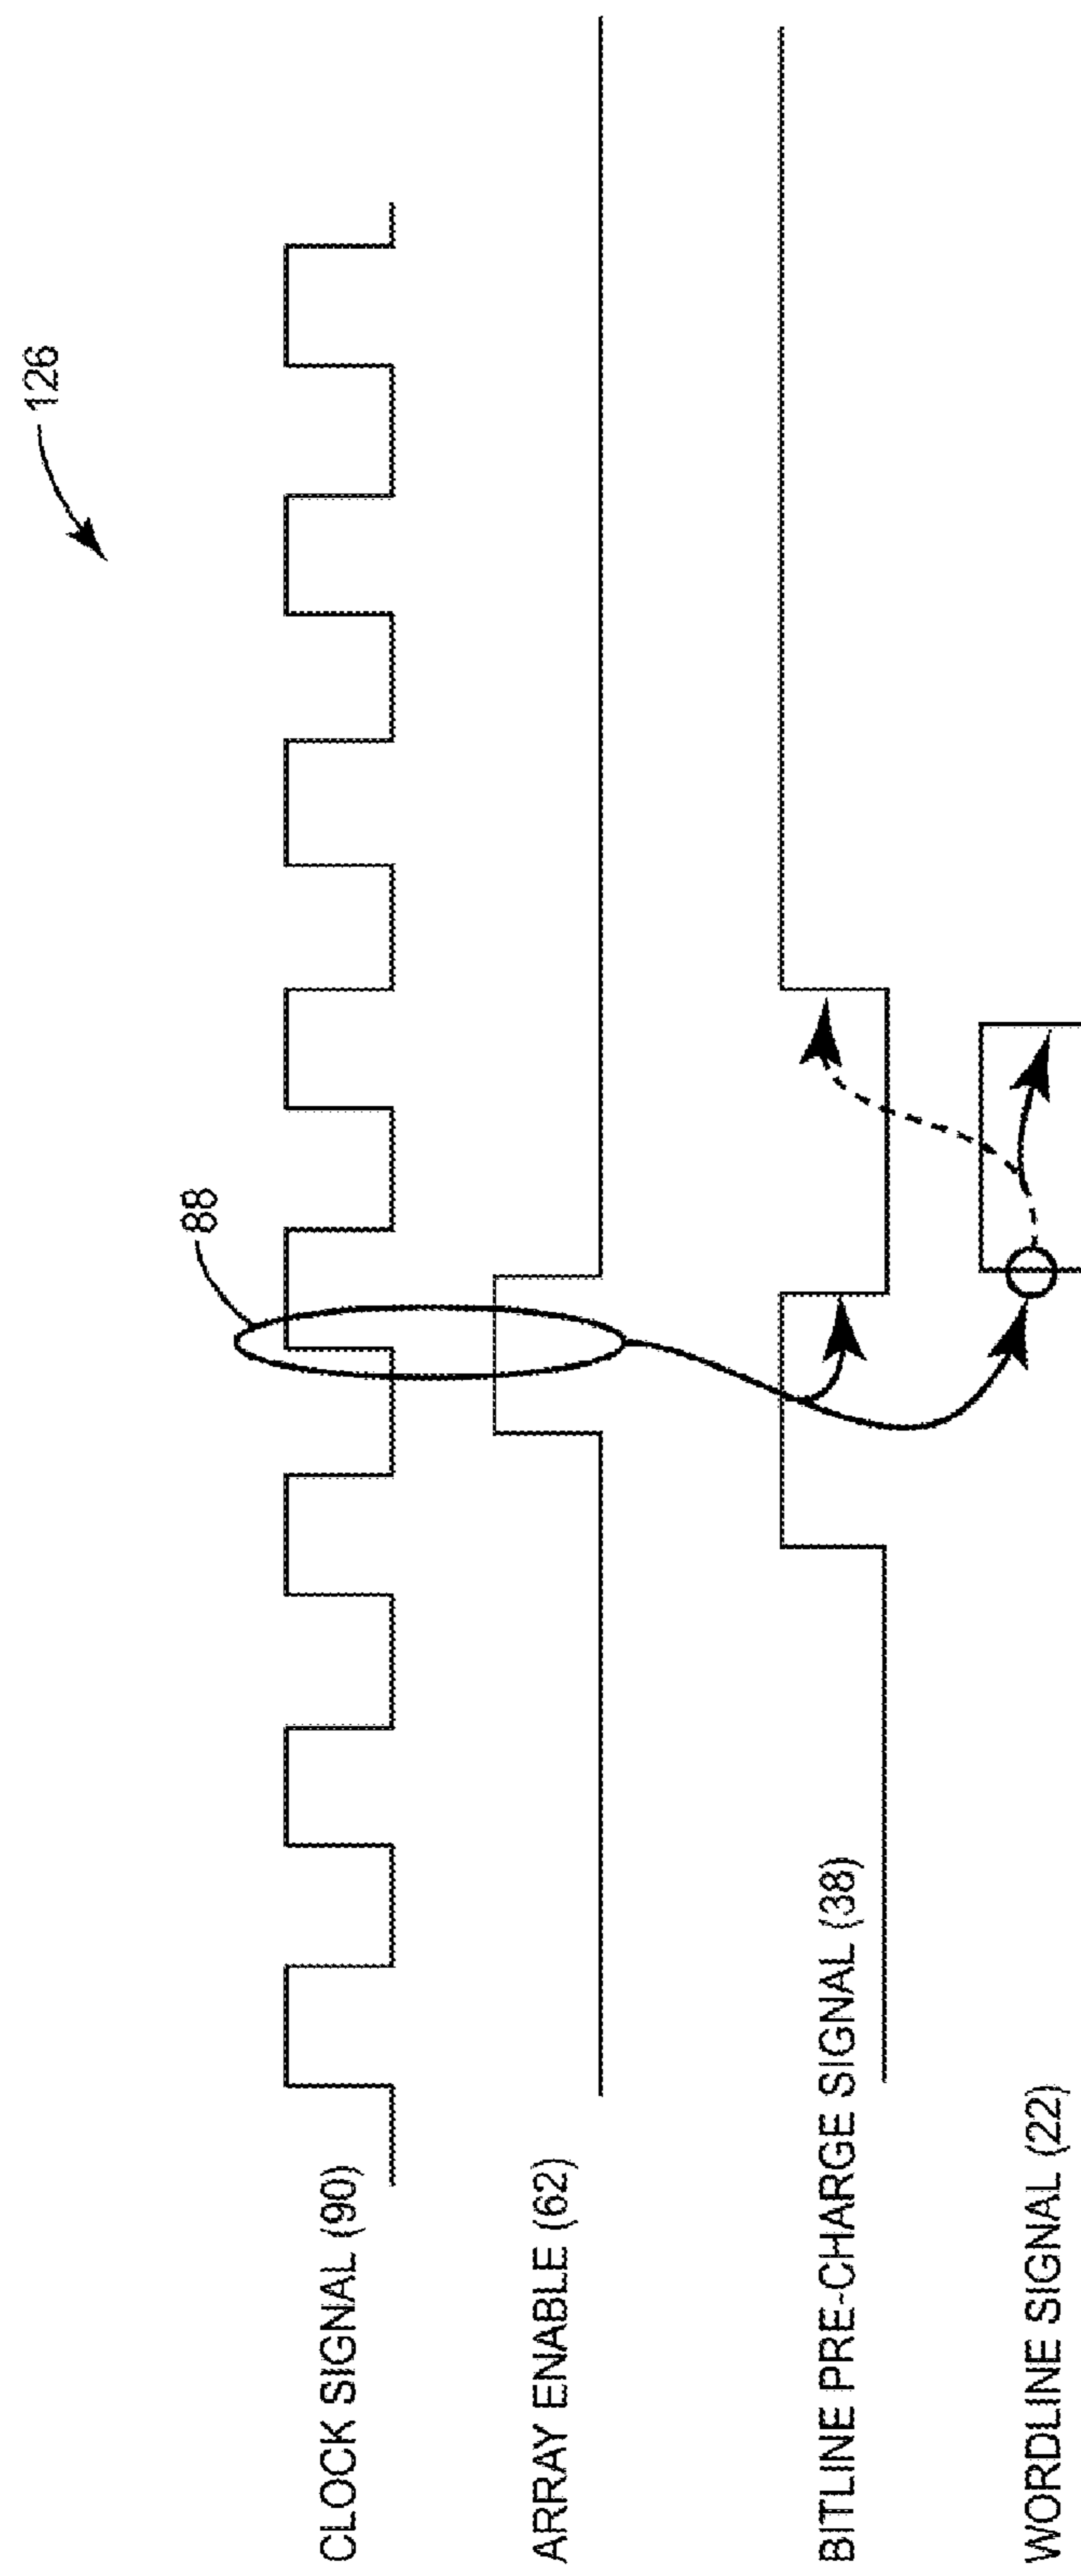 126
88
CLOCK SIGNAL (90)
ARRAY ENABLE (62)
BITLINE PRE-CHARGE SIGNAL (38)
WORDLINE SIGNAL (22)